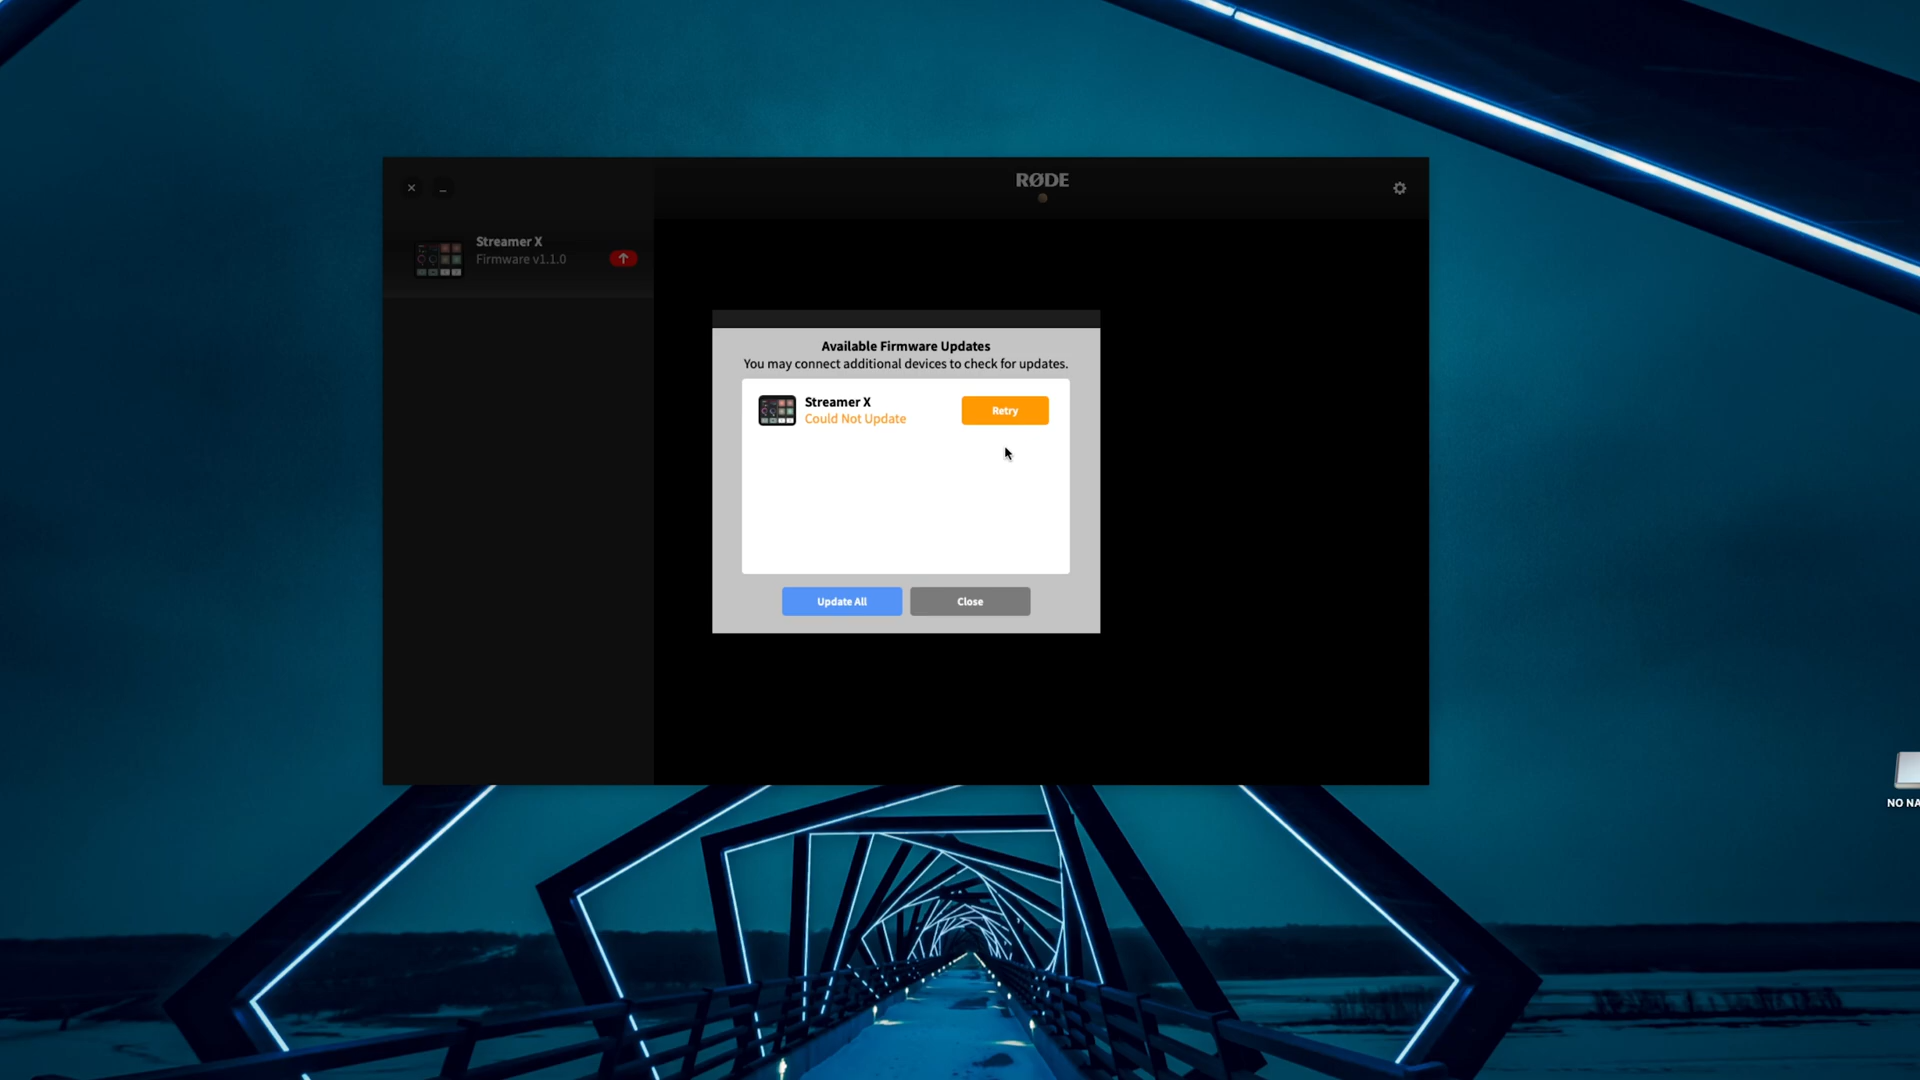 RØDE
Streamer X
Firmware v1.1.0
Available Firmware Updates
You may connect additional devices to check for updates.
Streamer X
Could Not Update
Retry
Update All
Close
NO NA